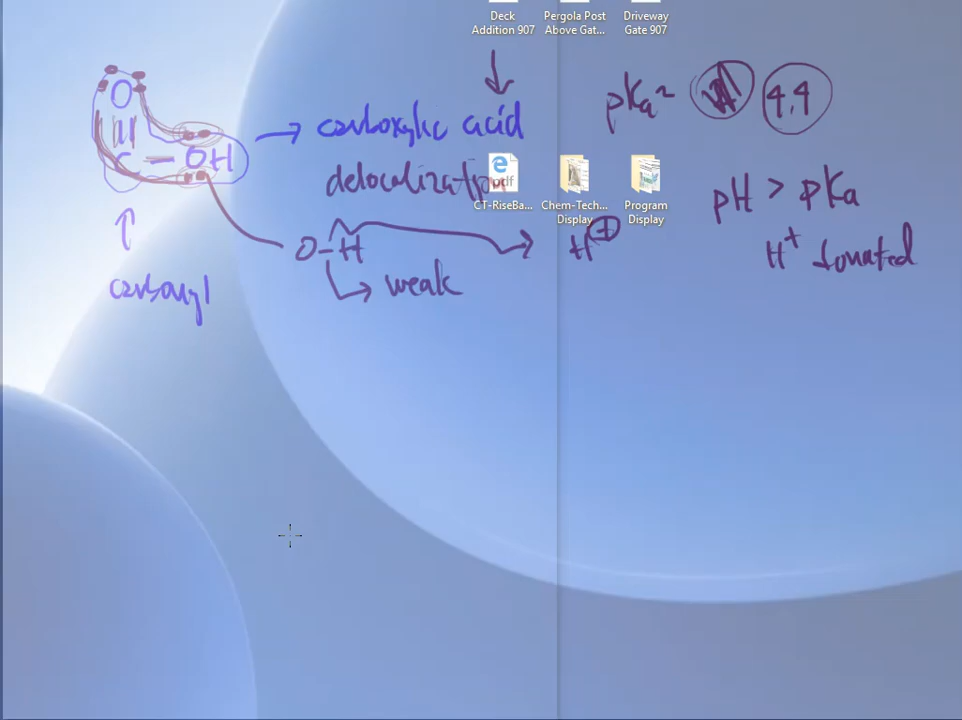 Deck
Addition 907
Pergola Post
Above Gat...
Driveway
Gate 907
O
C - OH
→ carboxylic acid
pKa ~
4.4
delocalization
pdf
CT-RiseBa...
Chem-Tech...
Display
Program
Display
pH > pKa
H⁺ donated
O-H
H⊕
↳ weak
carbonyl